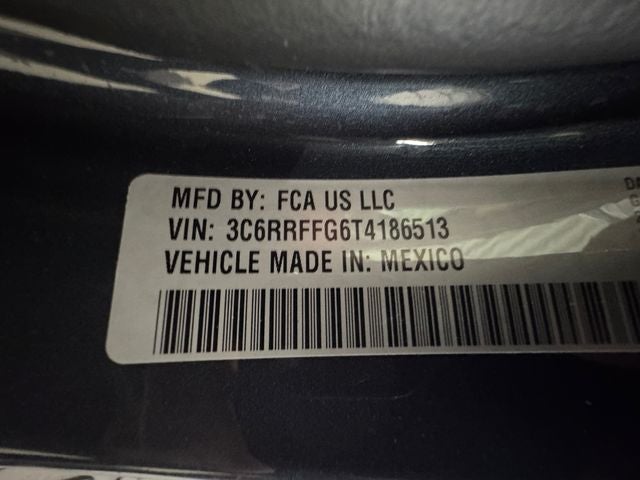 MFD BY: FCA US LLC
VIN: 3C6RRFFG6T4186513
VEHICLE MADE IN: MEXICO